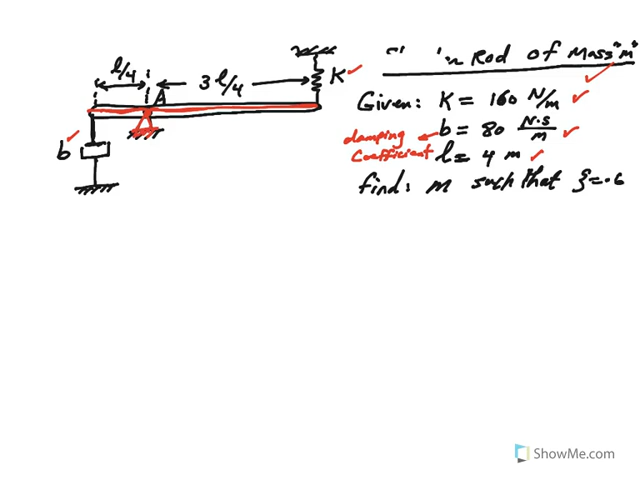 l/4
3 l/4
K
A
b
'n Rod of Mass "m"
Given: K = 160 N/m
b = 80 N.s/m
damping coefficient
l = 4 m
find: m such that ξ = .6
ShowMe.com